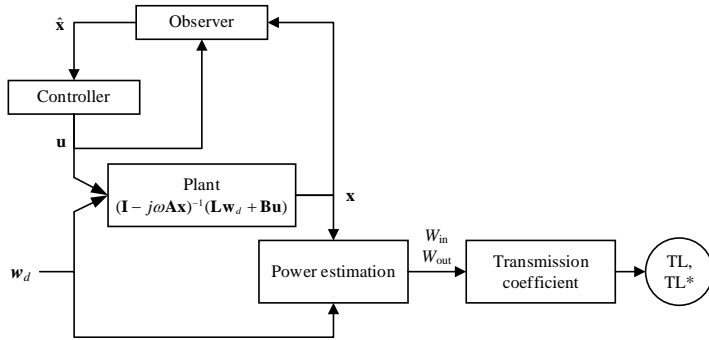 Observer
x̂
Controller
u
Plant
(I − jωAx)⁻¹(Lw_d + Bu)
x
w_d
Power estimation
W_in
W_out
Transmission
coefficient
TL,
TL*